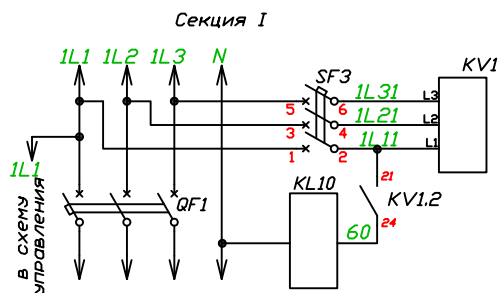 Секция I
1L1 1L2 1L3 N
SF3
KV1
5 6 1L31 L3
3 4 1L21 L2
1 2 1L11 L1
1L1
в схему
управления
QF1
KL10
21
KV1.2
24
60